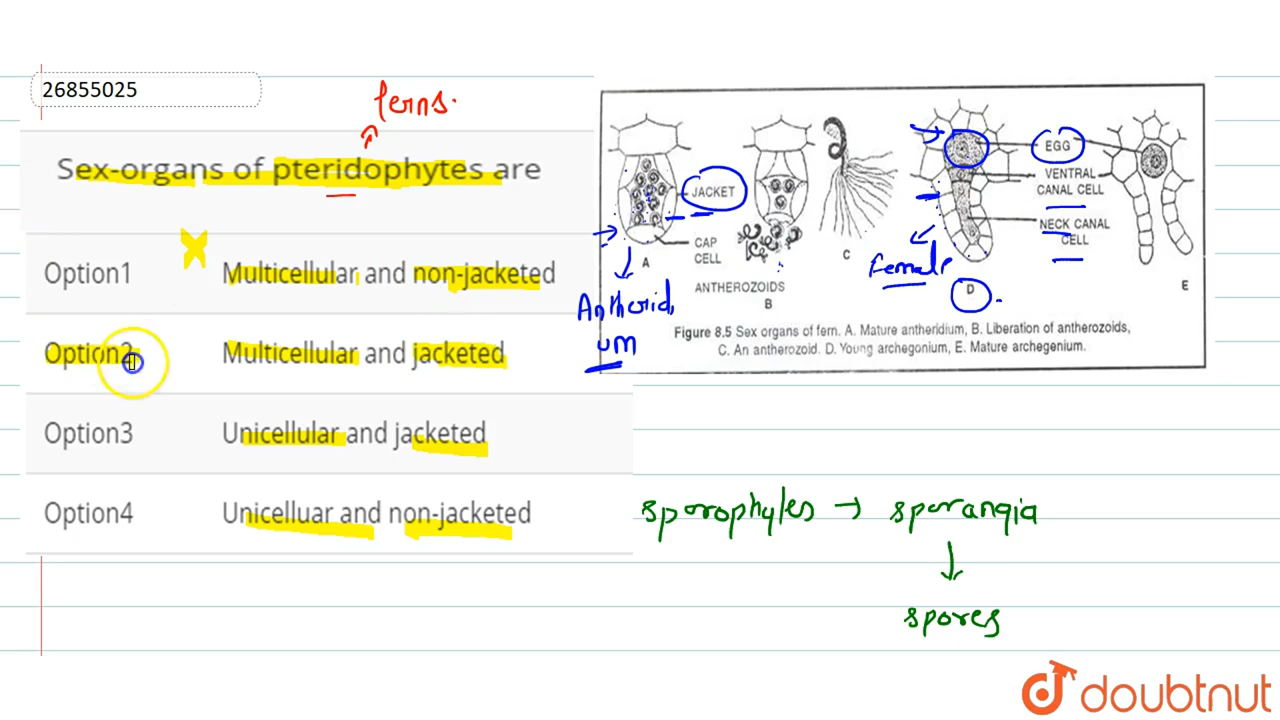 26855025
ferns.
Sex-organs of pteridophytes are
Option1 Multicellular and non-jacketed
Option2 Multicellular and jacketed
Option3 Unicellular and jacketed
Option4 Unicelluar and non-jacketed
JACKET
CAP
CELL
A
ANTHEROZOIDS
B
C
EGG
VENTRAL
CANAL CELL
NECK CANAL
CELL
D
E
Antherid,
um
Female
Figure 8.5 Sex organs of fern. A. Mature antheridium, B. Liberation of antherozoids,
C. An antherozoid. D. Young archegonium, E. Mature archegenium.
sporophyles → sporangia
spores
doubtnut